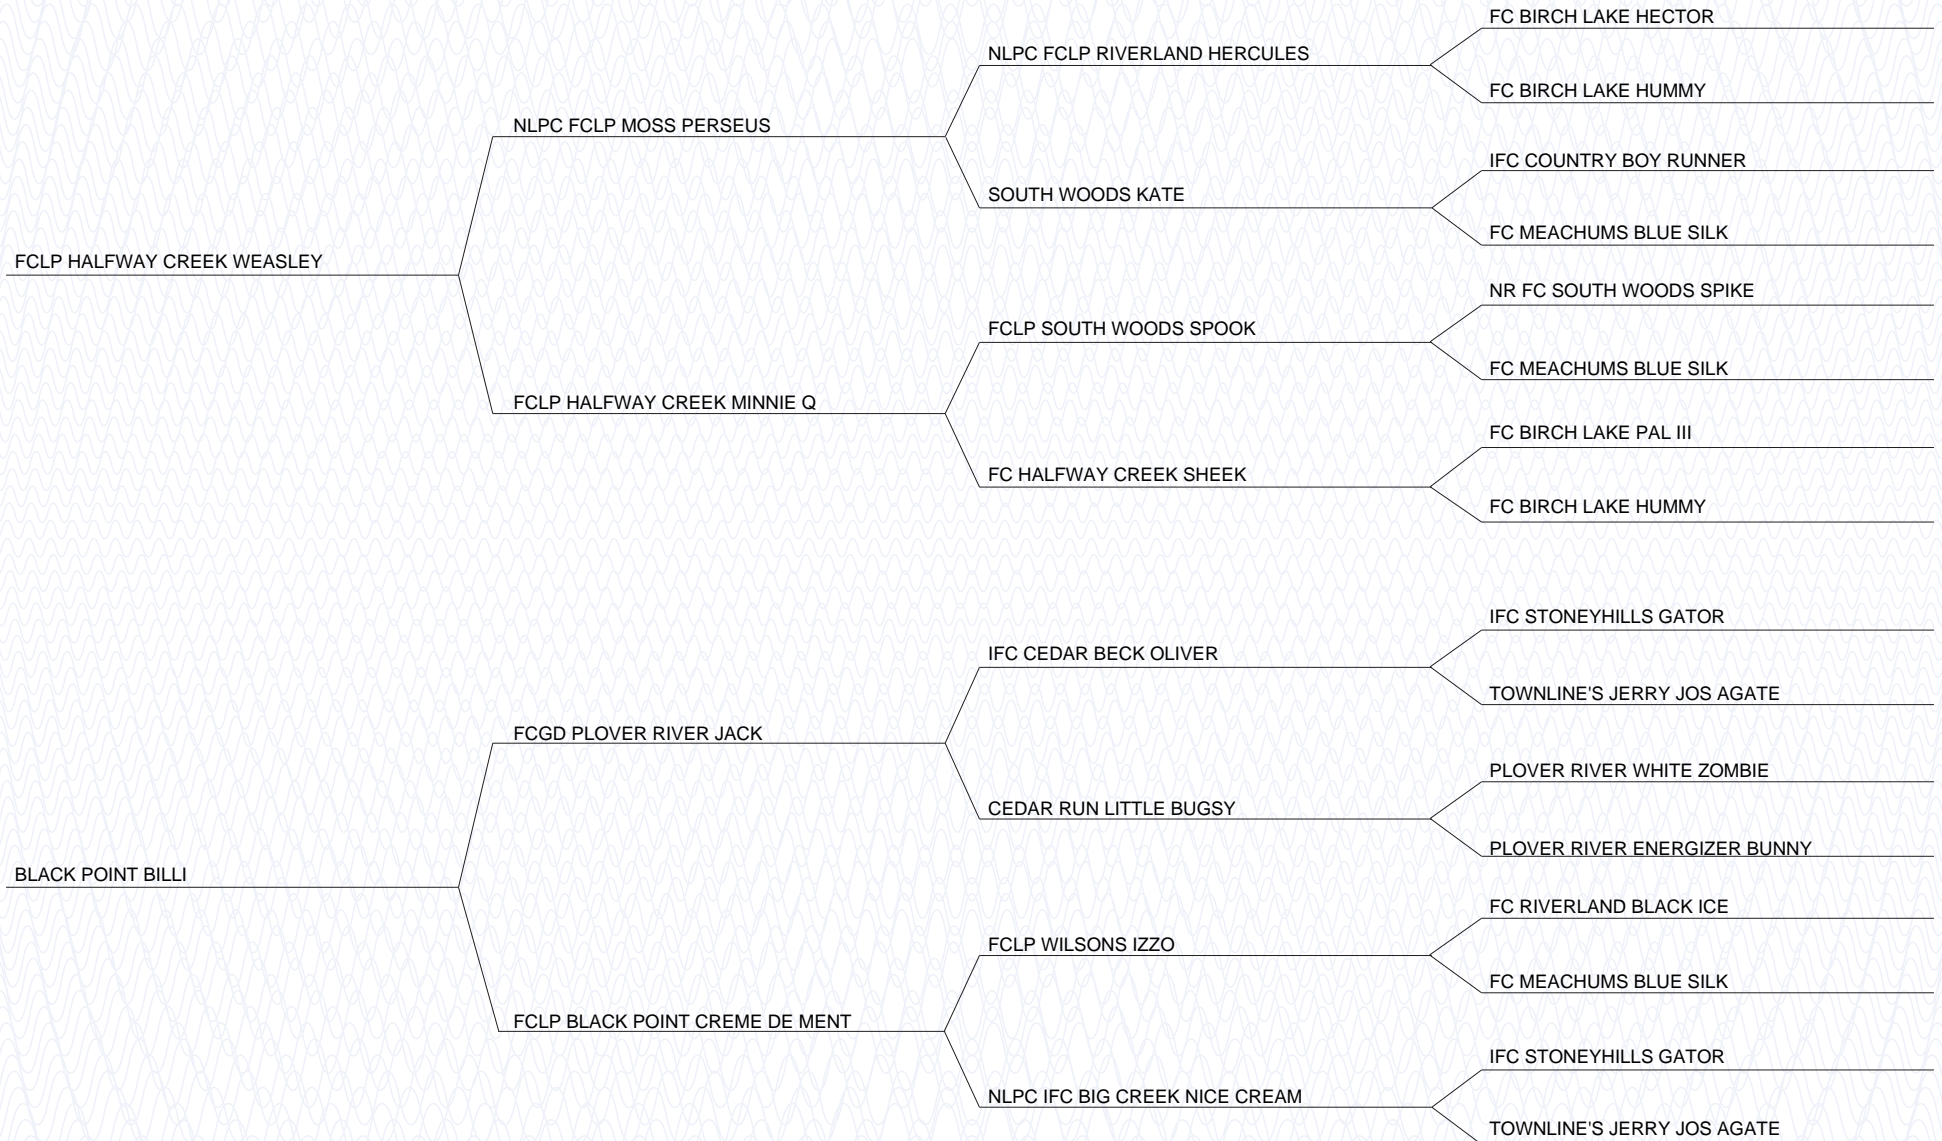 FC BIRCH LAKE HECTOR
NLPC FCLP RIVERLAND HERCULES
FC BIRCH LAKE HUMMY
NLPC FCLP MOSS PERSEUS
IFC COUNTRY BOY RUNNER
SOUTH WOODS KATE
FC MEACHUMS BLUE SILK
FCLP HALFWAY CREEK WEASLEY
NR FC SOUTH WOODS SPIKE
FCLP SOUTH WOODS SPOOK
FC MEACHUMS BLUE SILK
FCLP HALFWAY CREEK MINNIE Q
FC BIRCH LAKE PAL III
FC HALFWAY CREEK SHEEK
FC BIRCH LAKE HUMMY
IFC STONEYHILLS GATOR
IFC CEDAR BECK OLIVER
TOWNLINE'S JERRY JOS AGATE
FCGD PLOVER RIVER JACK
PLOVER RIVER WHITE ZOMBIE
CEDAR RUN LITTLE BUGSY
PLOVER RIVER ENERGIZER BUNNY
BLACK POINT BILLI
FC RIVERLAND BLACK ICE
FCLP WILSONS IZZO
FC MEACHUMS BLUE SILK
FCLP BLACK POINT CREME DE MENT
IFC STONEYHILLS GATOR
NLPC IFC BIG CREEK NICE CREAM
TOWNLINE'S JERRY JOS AGATE